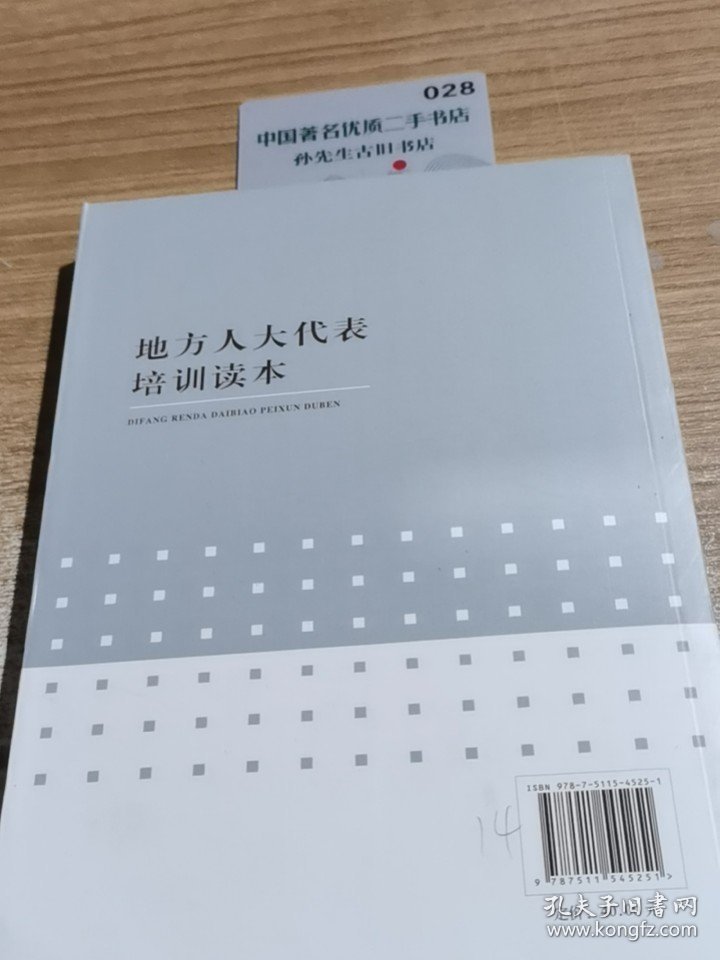 028
中国著名优质二手书店
孙先生古旧书店
地方人大代表
培训读本
DIFANG RENDA DAIBIAO PEIXUN DUBEN
ISBN 978-7-5115-4525-1
14
9 787511 545251 >
定价
孔夫子旧书网
www.kongfz.com